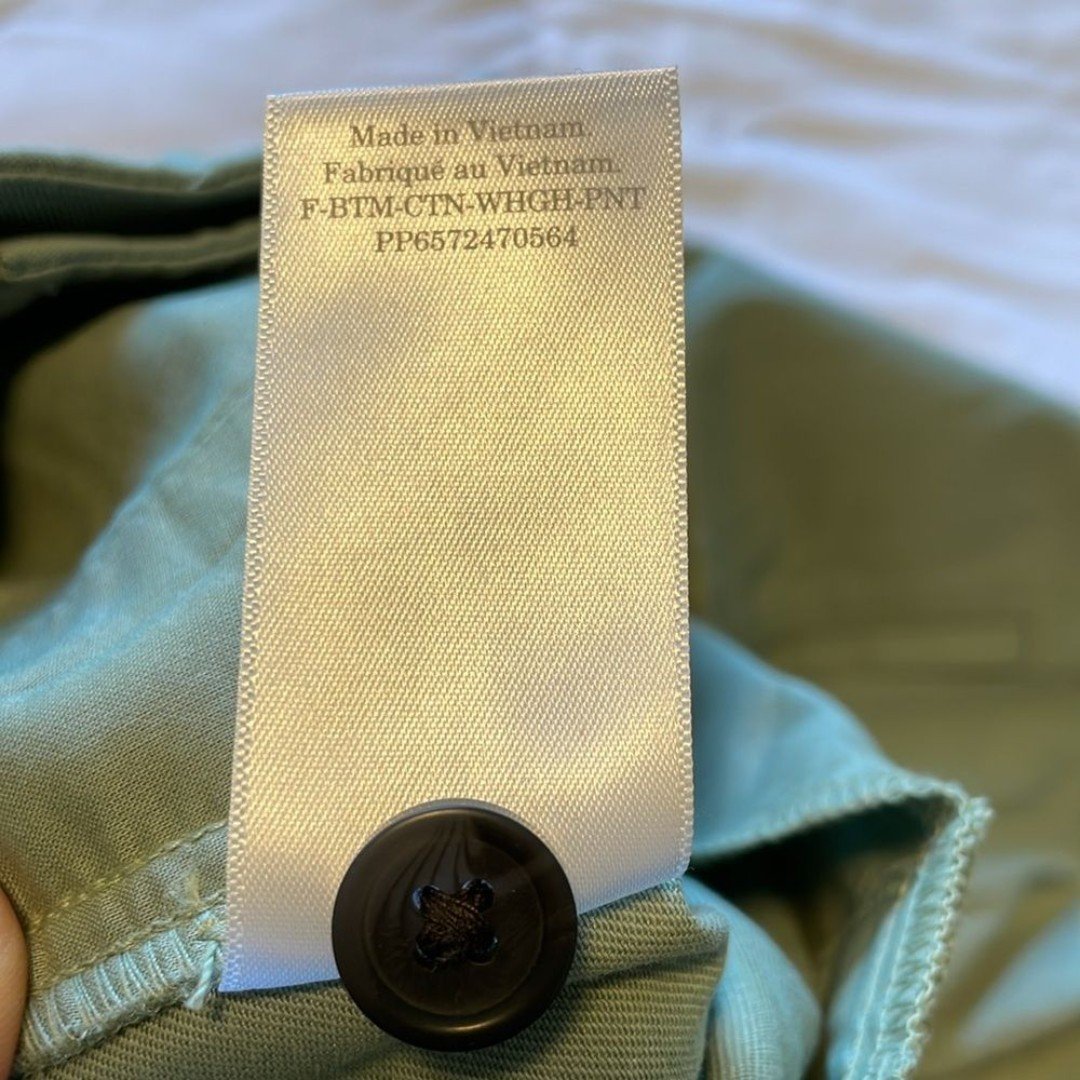 Made in Vietnam.
Fabriqué au Vietnam.
F-BTM-CTN-WHGH-PNT
PP6572470564